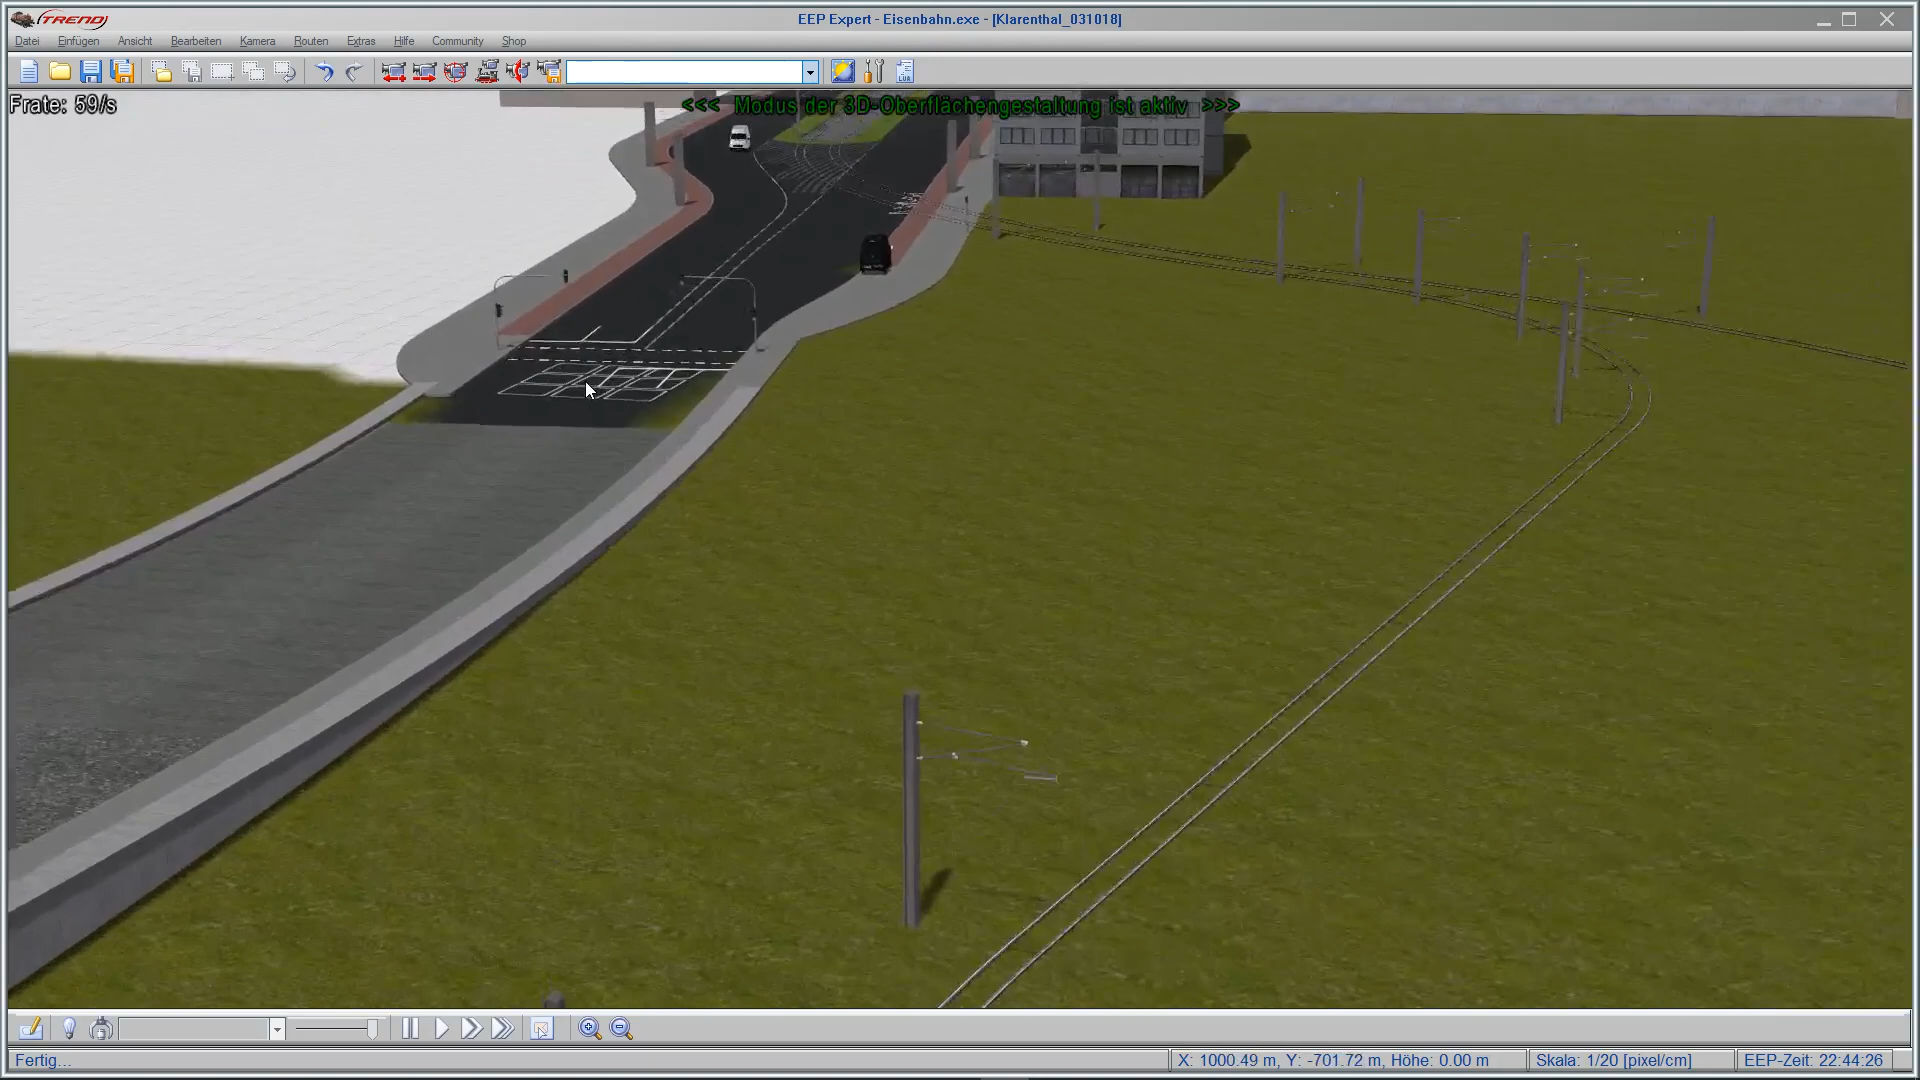 TREND
EEP Expert - Eisenbahn.exe - [Klarenthal_031018]
Datei Einfügen Ansicht Bearbeiten Kamera Routen Extras Hilfe Community Shop
LUA
Frate: 59/s
<<< Modus der 3D-Oberflächengestaltung ist aktiv >>>
Fertig...
X: 1000.49 m, Y: -701.72 m, Höhe: 0.00 m
Skala: 1/20 [pixel/cm]
EEP-Zeit: 22:44:26